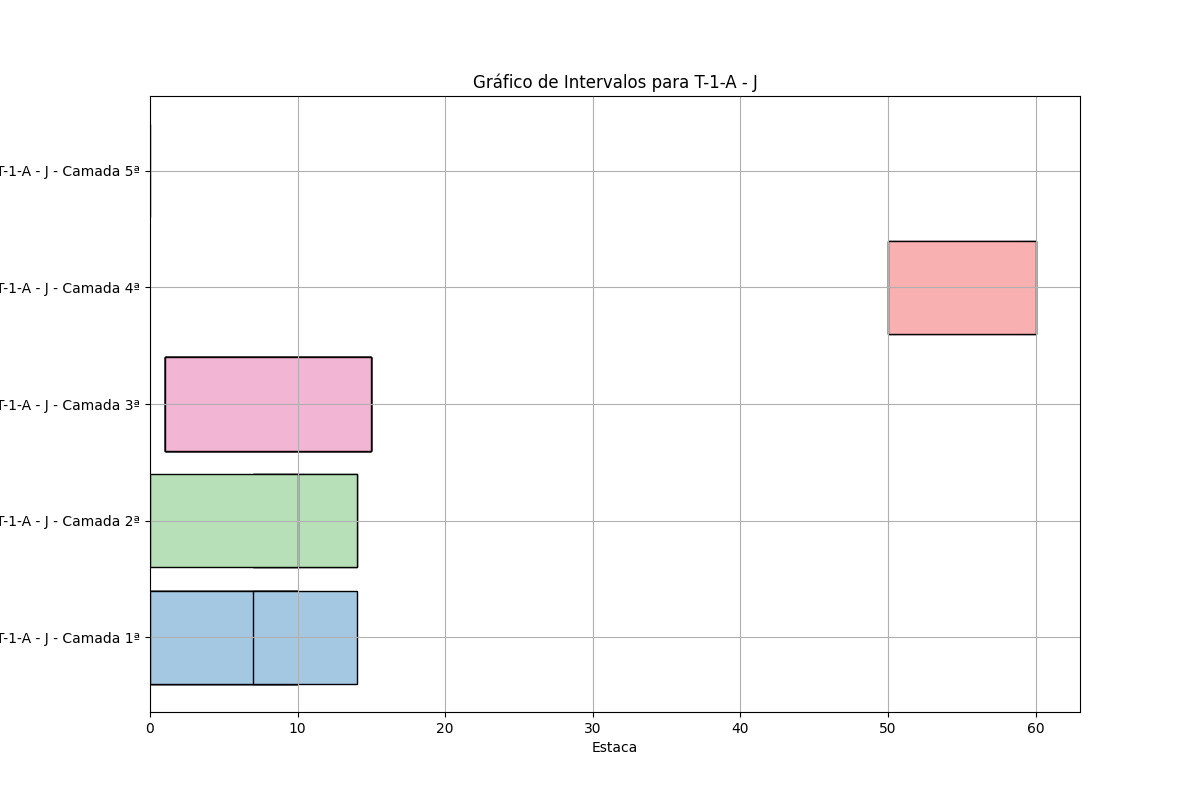 Gráfico de Intervalos para T-1-A - J
T-1-A - J - Camada 5ª
T-1-A - J - Camada 4ª
T-1-A - J - Camada 3ª
T-1-A - J - Camada 2ª
T-1-A - J - Camada 1ª
0 10 20 30 40 50 60
Estaca